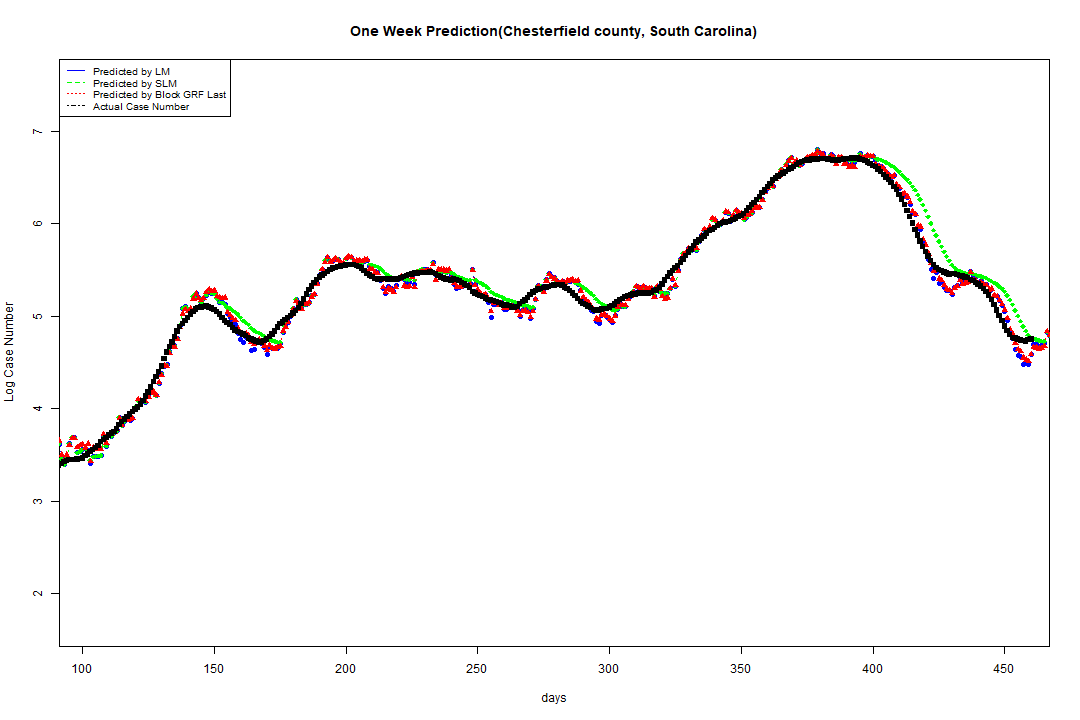 One Week Prediction(Chesterfield county, South Carolina)
Predicted by LM
Predicted by SLM
Predicted by Block GRF Last
Actual Case Number
7
6
5
4
3
2
Log Case Number
100 150 200 250 300 350 400 450
days